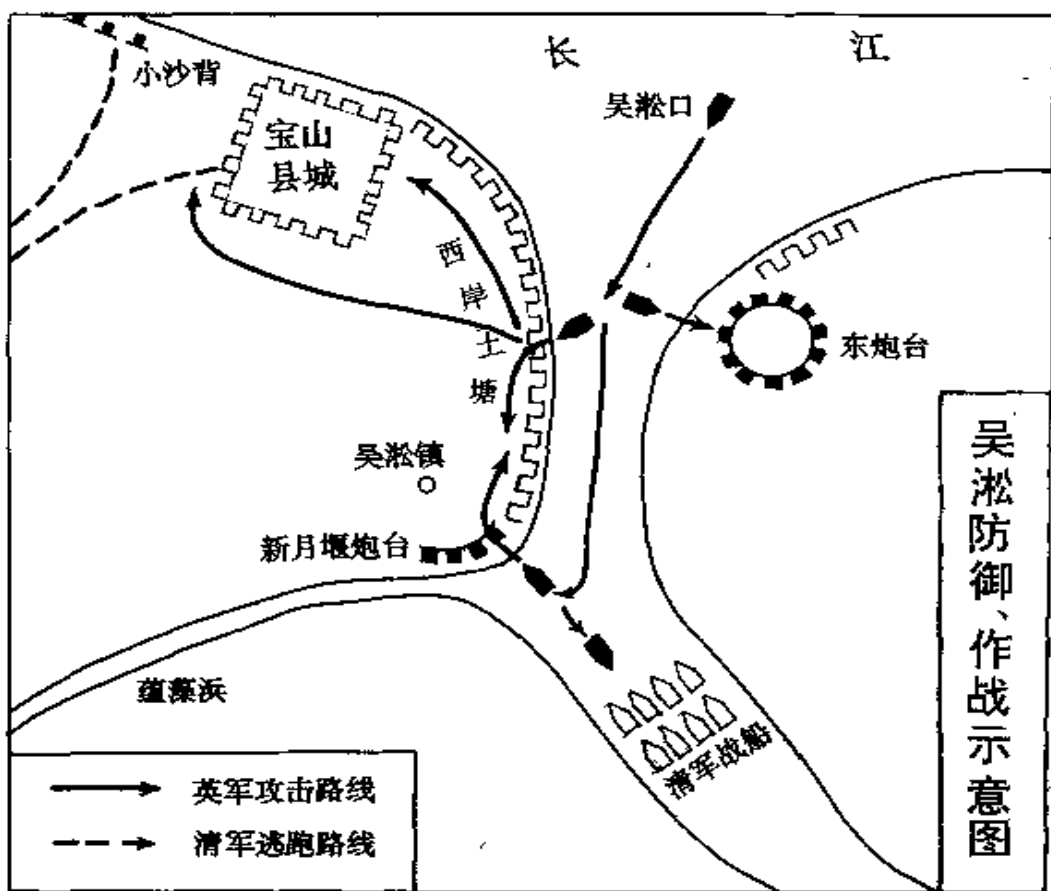 长 江
小沙背
吴淞口
宝山
县城
西岸土塘
东炮台
吴淞镇
新月堰炮台
蕴藻浜
清军战船
英军攻击路线
清军逃跑路线
吴淞防御、作战示意图